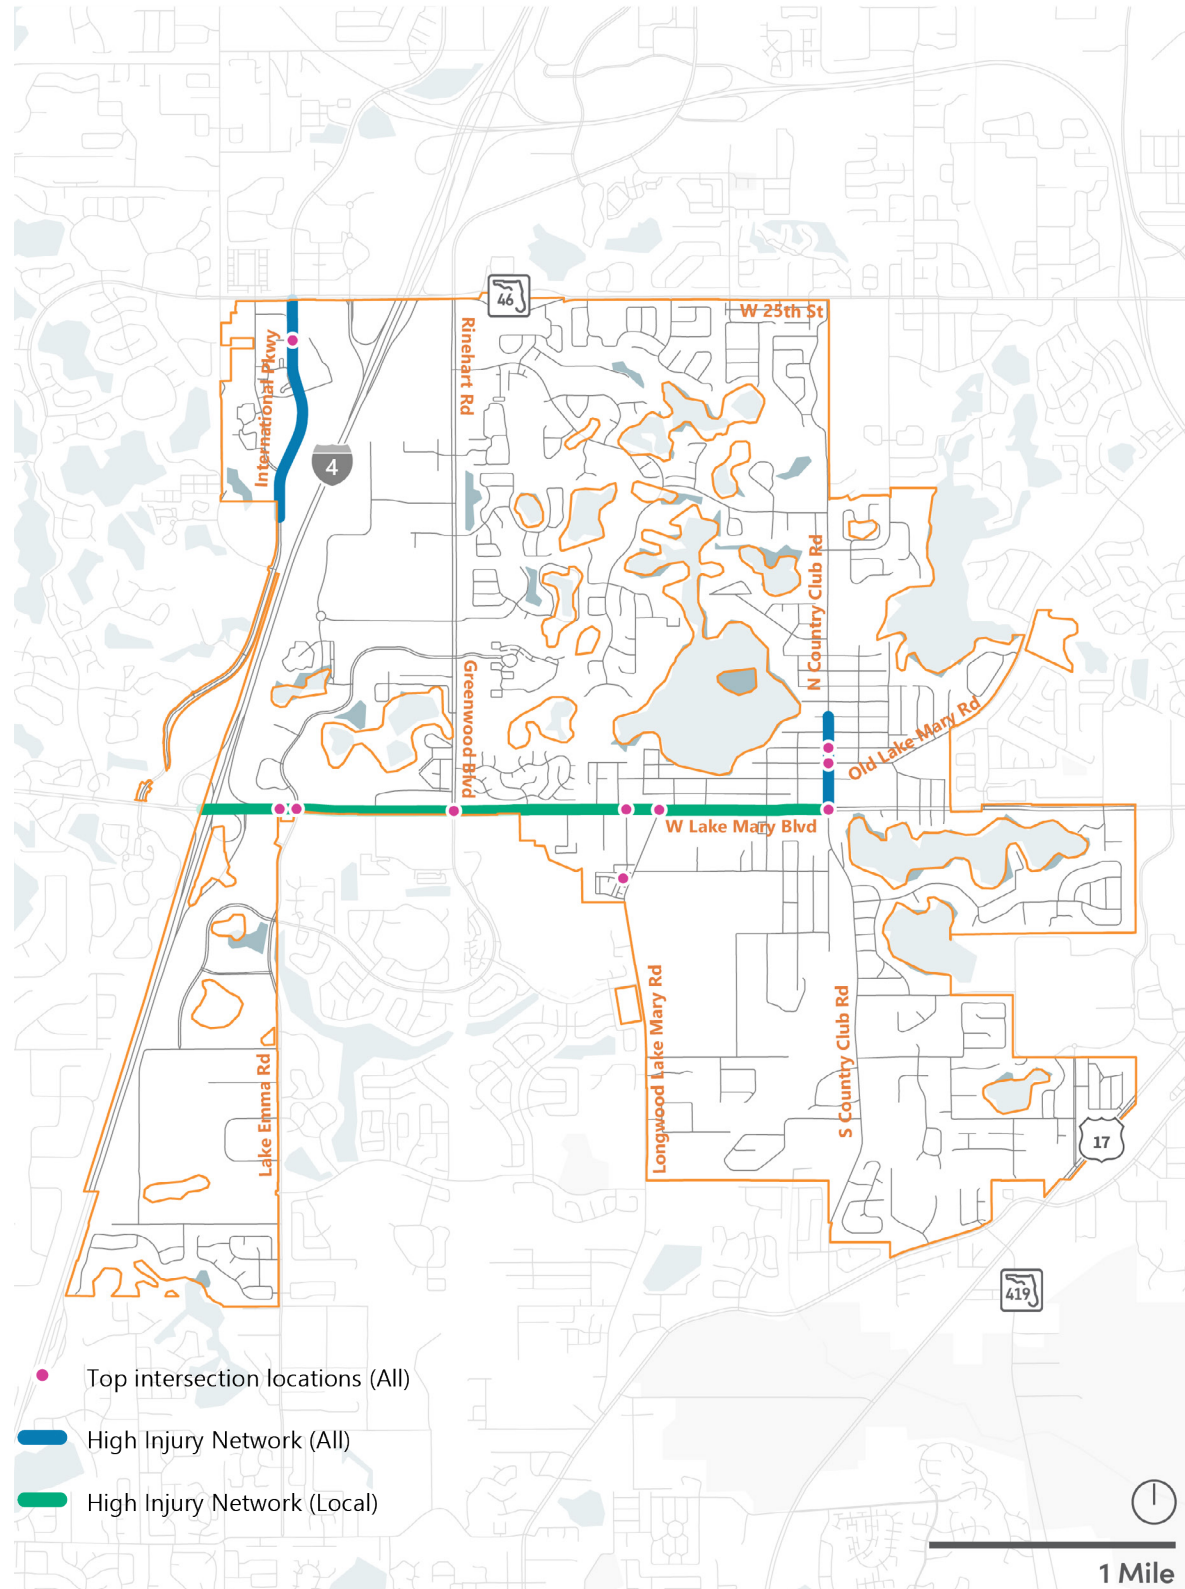 46
W 25th St
Rinehart Rd
International Pkwy
4
N Country Club Rd
Greenwood Blvd
Old Lake Mary Rd
W Lake Mary Blvd
Longwood Lake Mary Rd
S Country Club Rd
Lake Emma Rd
17
419
Top intersection locations (All)
High Injury Network (All)
High Injury Network (Local)
1 Mile